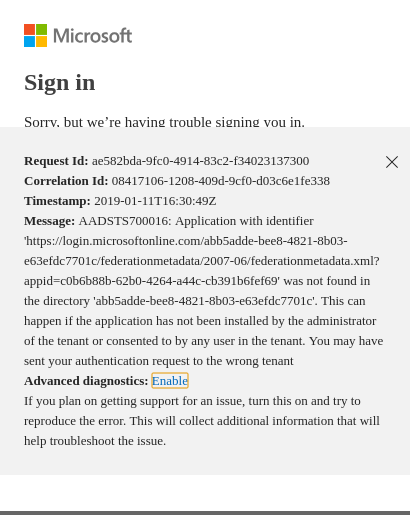 Microsoft
Sign in
Sorry, but we’re having trouble signing you in.
Request Id: ae582bda-9fc0-4914-83c2-f34023137300
Correlation Id: 08417106-1208-409d-9cf0-d03c6e1fe338
Timestamp: 2019-01-11T16:30:49Z
Message: AADSTS700016: Application with identifier
'https://login.microsoftonline.com/abb5adde-bee8-4821-8b03-
e63efdc7701c/federationmetadata/2007-06/federationmetadata.xml?
appid=c0b6b88b-62b0-4264-a44c-cb391b6fef69' was not found in
the directory 'abb5adde-bee8-4821-8b03-e63efdc7701c'. This can
happen if the application has not been installed by the administrator
of the tenant or consented to by any user in the tenant. You may have
sent your authentication request to the wrong tenant
Advanced diagnostics: Enable
If you plan on getting support for an issue, turn this on and try to
reproduce the error. This will collect additional information that will
help troubleshoot the issue.